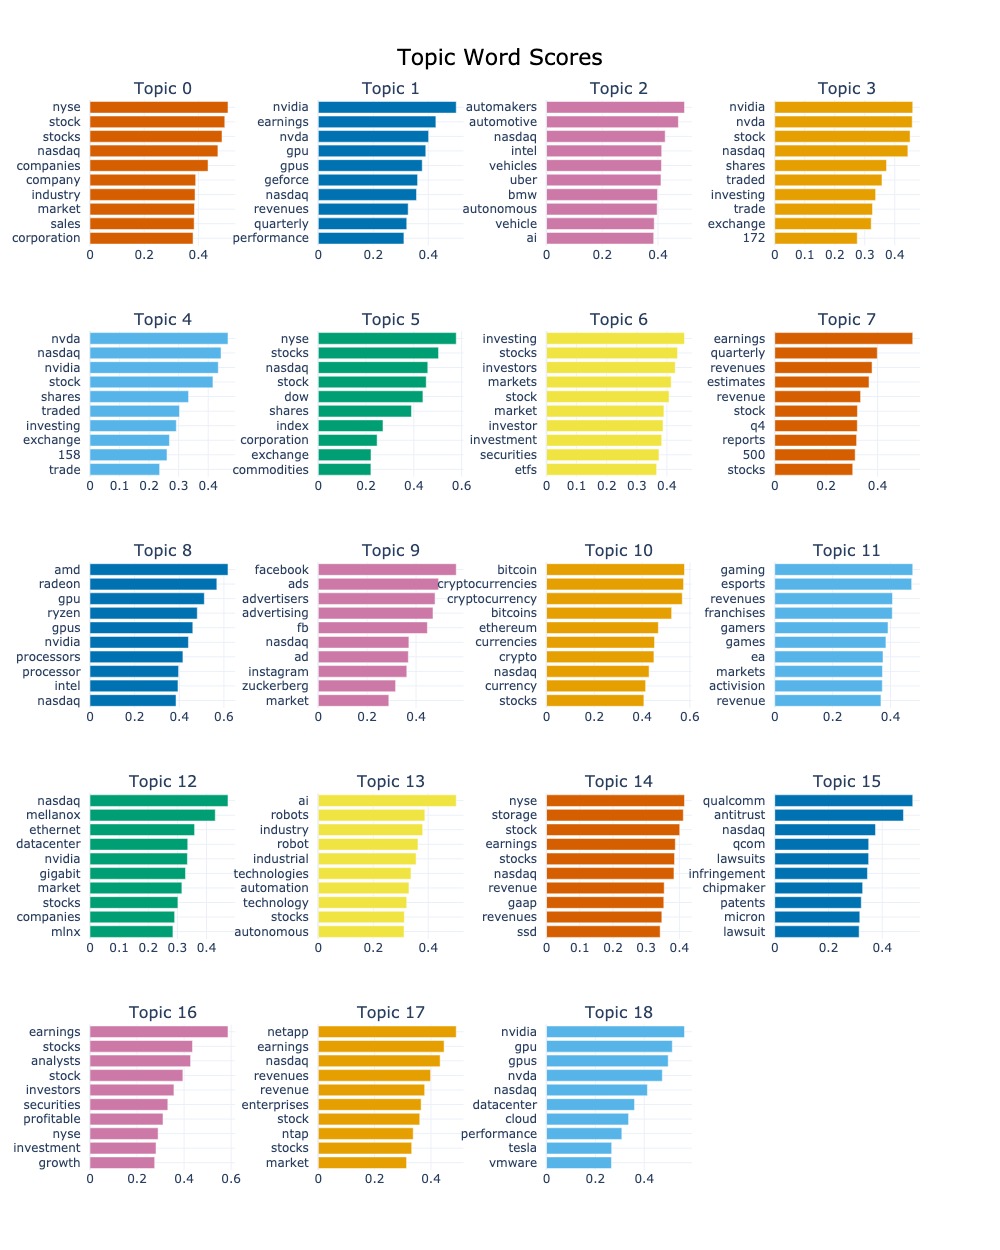 Topic Word Scores
Topic 0
nyse
stock
stocks
nasdaq
companies
company
industry
market
sales
corporation
0 0.2 0.4
Topic 1
nvidia
earnings
nvda
gpu
gpus
geforce
nasdaq
revenues
quarterly
performance
0 0.2 0.4
Topic 2
automakers
automotive
nasdaq
intel
vehicles
uber
bmw
autonomous
vehicle
ai
0 0.2 0.4
Topic 3
nvidia
nvda
stock
nasdaq
shares
traded
investing
trade
exchange
172
0 0.1 0.2 0.3 0.4
Topic 4
nvda
nasdaq
nvidia
stock
shares
traded
investing
exchange
158
trade
0 0.1 0.2 0.3 0.4
Topic 5
nyse
stocks
nasdaq
stock
dow
shares
index
corporation
exchange
commodities
0 0.2 0.4 0.6
Topic 6
investing
stocks
investors
markets
stock
market
investor
investment
securities
etfs
0 0.1 0.2 0.3 0.4
Topic 7
earnings
quarterly
revenues
estimates
revenue
stock
q4
reports
500
stocks
0 0.2 0.4
Topic 8
amd
radeon
gpu
ryzen
gpus
nvidia
processors
processor
intel
nasdaq
0 0.2 0.4 0.6
Topic 9
facebook
ads
advertisers
advertising
fb
nasdaq
ad
instagram
zuckerberg
market
0 0.2 0.4
Topic 10
bitcoin
cryptocurrencies
cryptocurrency
bitcoins
ethereum
currencies
crypto
nasdaq
currency
stocks
0 0.2 0.4 0.6
Topic 11
gaming
esports
revenues
franchises
gamers
games
ea
markets
activision
revenue
0 0.2 0.4
Topic 12
nasdaq
mellanox
ethernet
datacenter
nvidia
gigabit
market
stocks
companies
mlnx
0 0.1 0.2 0.3 0.4
Topic 13
ai
robots
industry
robot
industrial
technologies
automation
technology
stocks
autonomous
0 0.2 0.4
Topic 14
nyse
storage
stock
earnings
stocks
nasdaq
revenue
gaap
revenues
ssd
0 0.1 0.2 0.3 0.4
Topic 15
qualcomm
antitrust
nasdaq
qcom
lawsuits
infringement
chipmaker
patents
micron
lawsuit
0 0.2 0.4
Topic 16
earnings
stocks
analysts
stock
investors
securities
profitable
nyse
investment
growth
0 0.2 0.4 0.6
Topic 17
netapp
earnings
nasdaq
revenues
revenue
enterprises
stock
ntap
stocks
market
0 0.2 0.4
Topic 18
nvidia
gpu
gpus
nvda
nasdaq
datacenter
cloud
performance
tesla
vmware
0 0.2 0.4